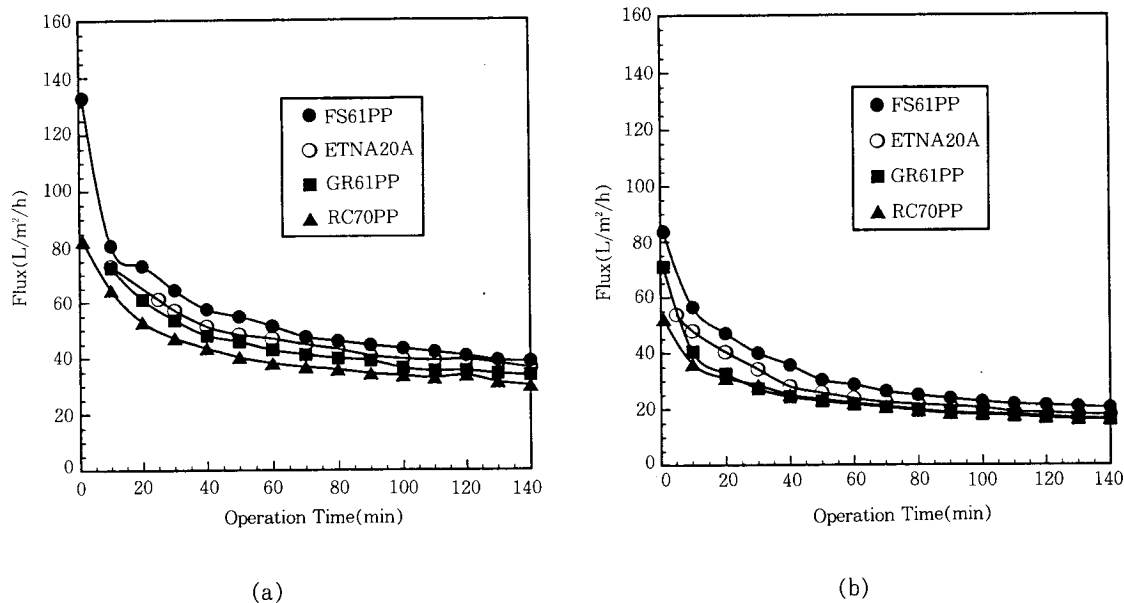 160
140
120
100
80
60
40
20
0
Flux(L/m²/h)
FS61PP
ETNA20A
GR61PP
RC70PP
0 20 40 60 80 100 120 140
Operation Time(min)
(a)
160
140
120
100
80
60
40
20
0
Flux(L/m²/h)
FS61PP
ETNA20A
GR61PP
RC70PP
0 20 40 60 80 100 120 140
Operation Time(min)
(b)